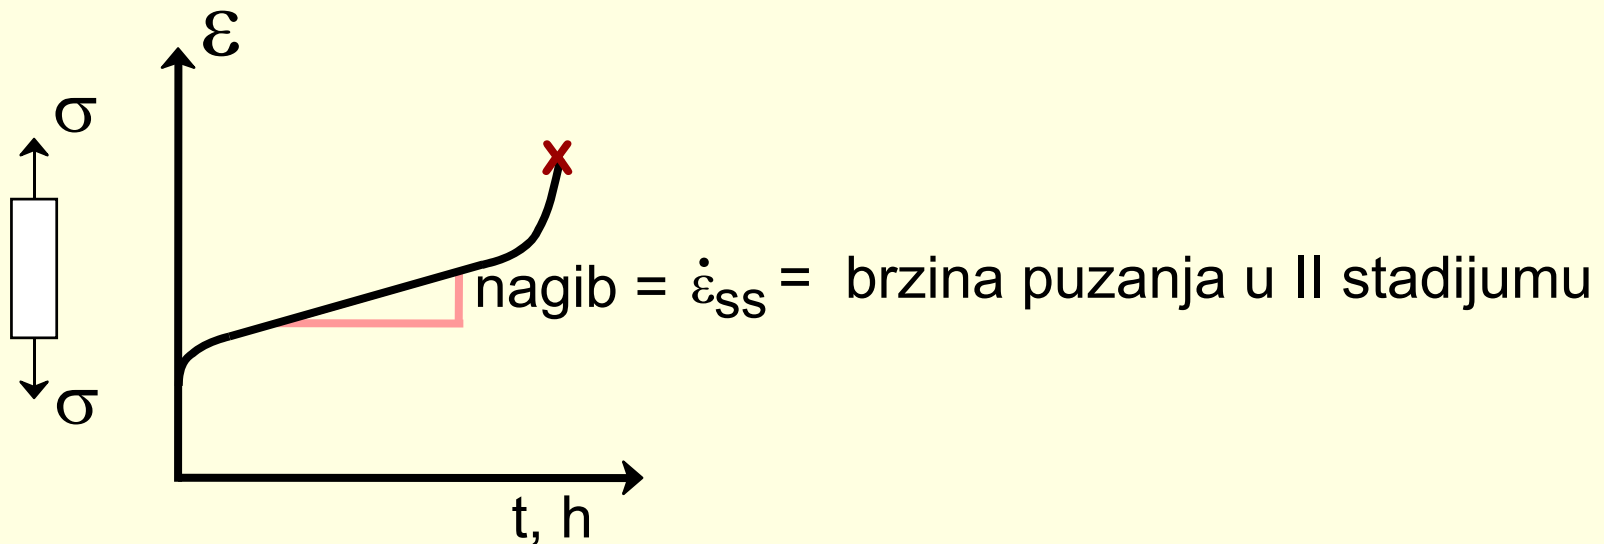 ε
σ
nagib = ε̇ss = brzina puzanja u II stadijumu
σ
t, h